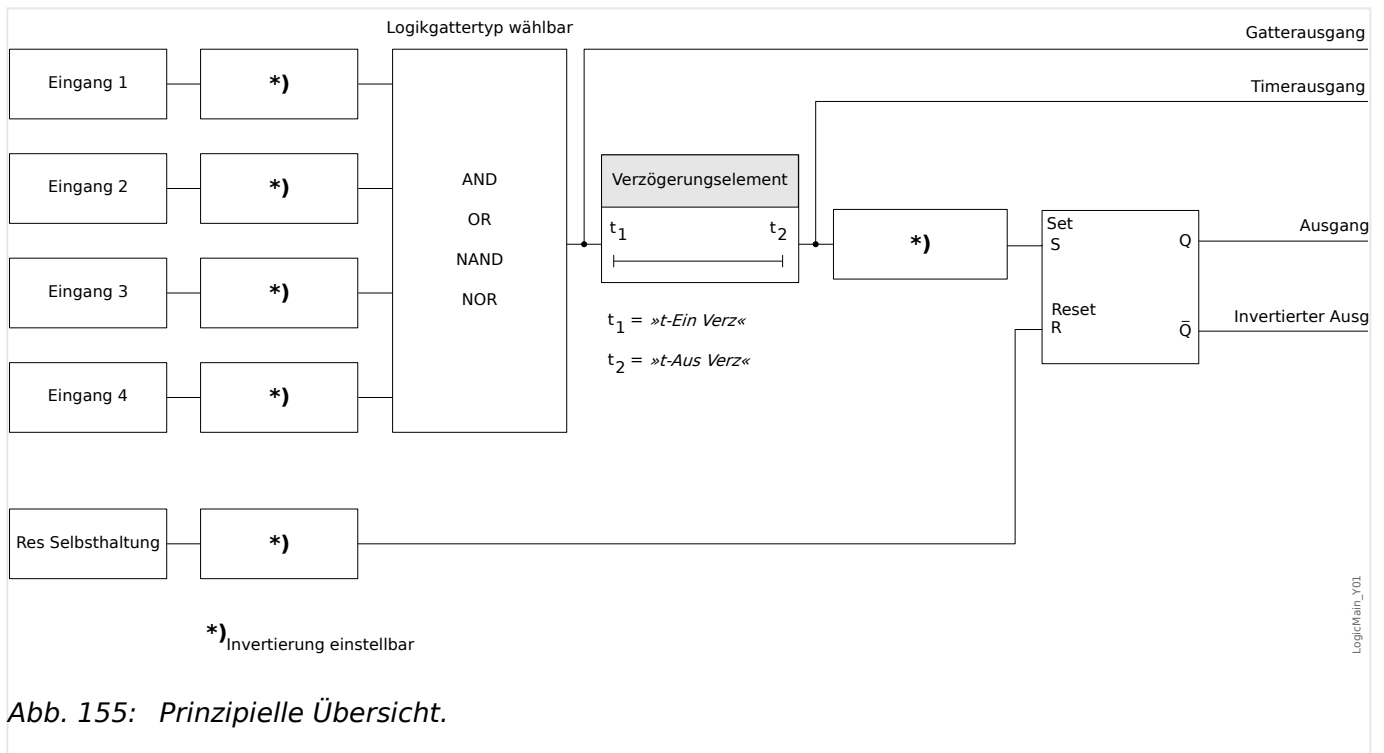 Logikgattertyp wählbar
Gatterausgang
Timerausgang
Eingang 1
*)
Eingang 2
*)
AND
OR
NAND
NOR
Verzögerungselement
t1
t2
*)
Set
S
Q
Ausgang
Reset
R
Q̅
Invertierter Ausg
Eingang 3
*)
t1 = »t-Ein Verz«
t2 = »t-Aus Verz«
Eingang 4
*)
Res Selbsthaltung
*)
*)Invertierung einstellbar
LogicMain_Y01
Abb. 155: Prinzipielle Übersicht.